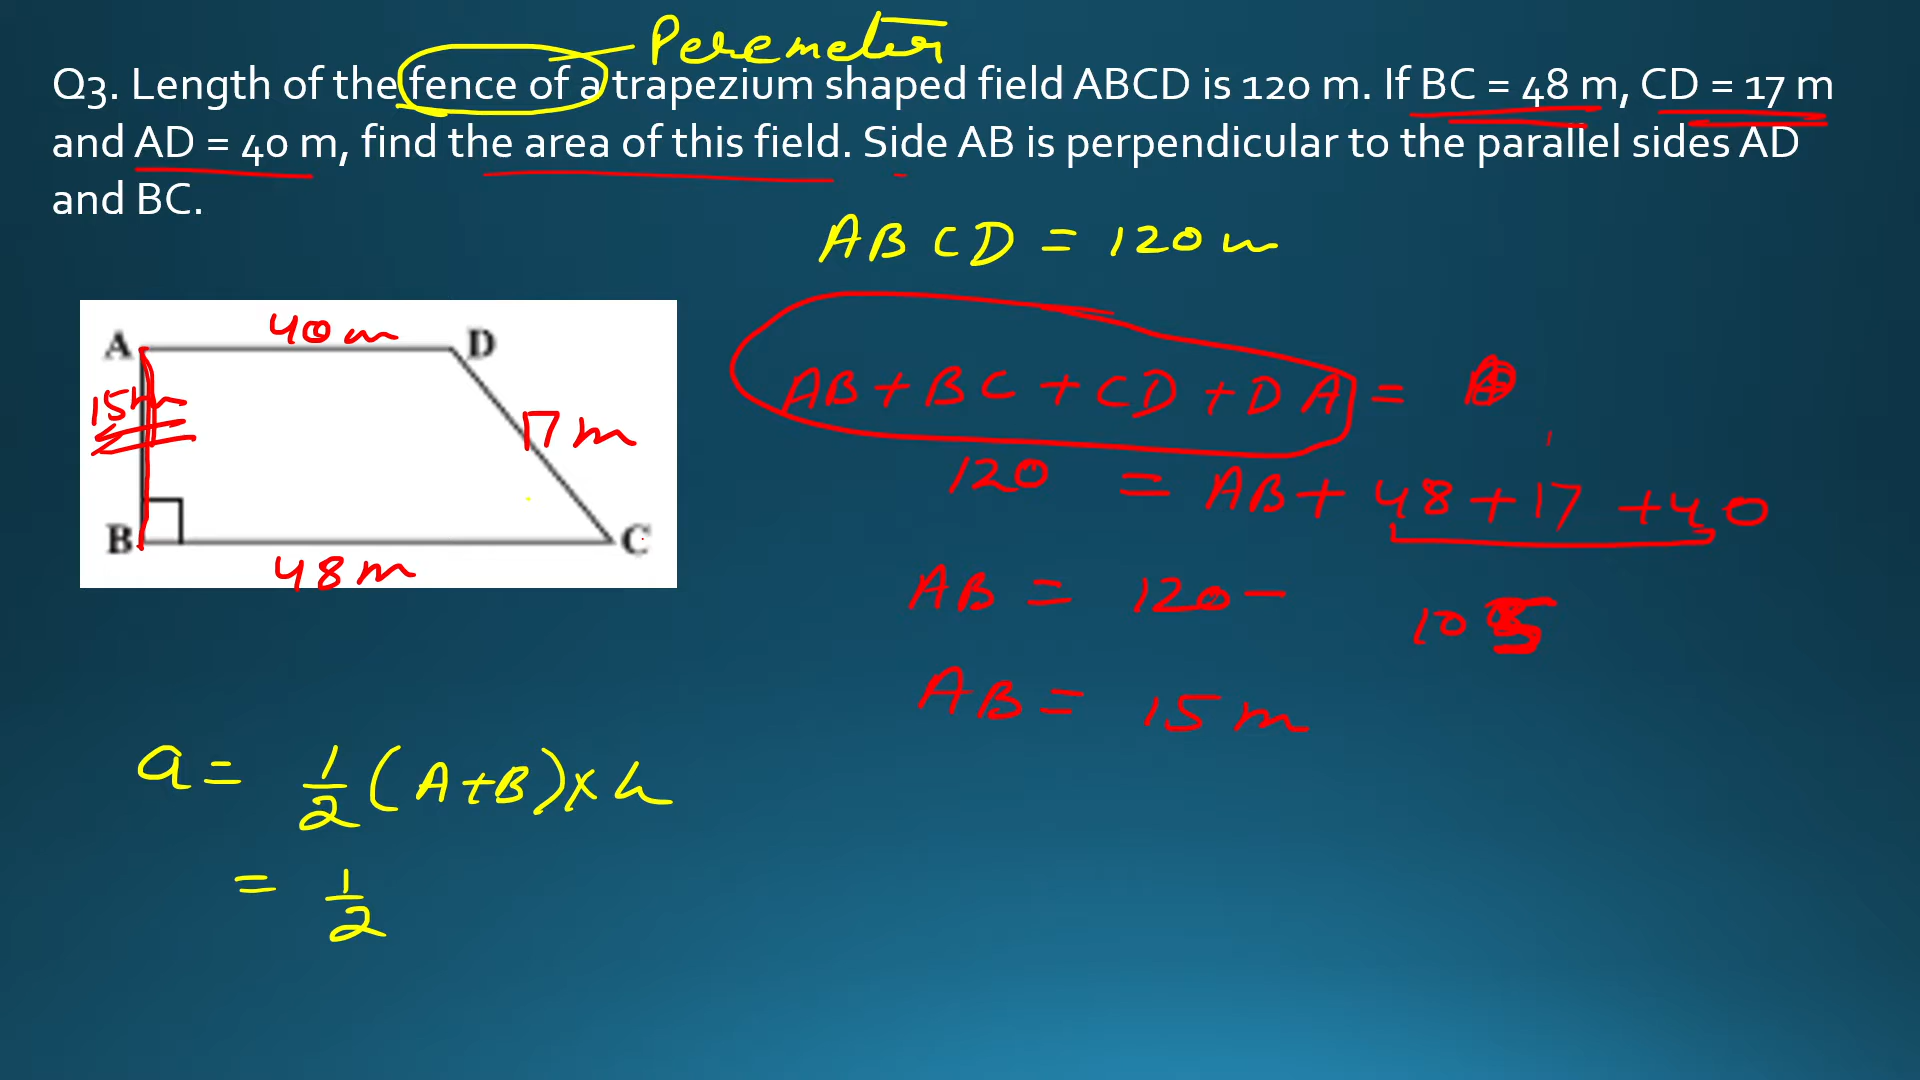 Peremeter
Q3. Length of the fence of a trapezium shaped field ABCD is 120 m. If BC = 48 m, CD = 17 m
and AD = 40 m, find the area of this field. Side AB is perpendicular to the parallel sides AD
and BC.
ABCD = 120 m
A 40 m D
AB + BC + CD + DA =
15m
17 m
120 = AB + 48 + 17 + 40
B C
48 m
AB = 120 - 105
AB = 15 m
a = 1/2 (A+B) x h
= 1/2